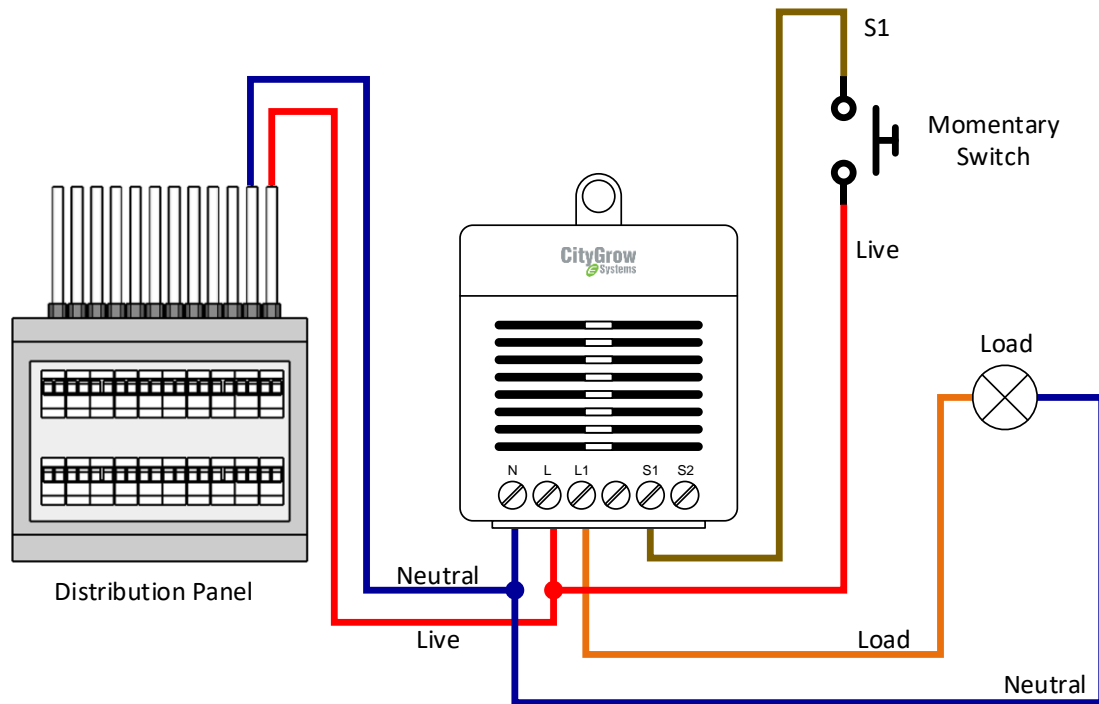 S1
Momentary
Switch
Live
CityGrow
e Systems
Load
N L L1 S1 S2
Neutral
Distribution Panel
Live
Load
Neutral